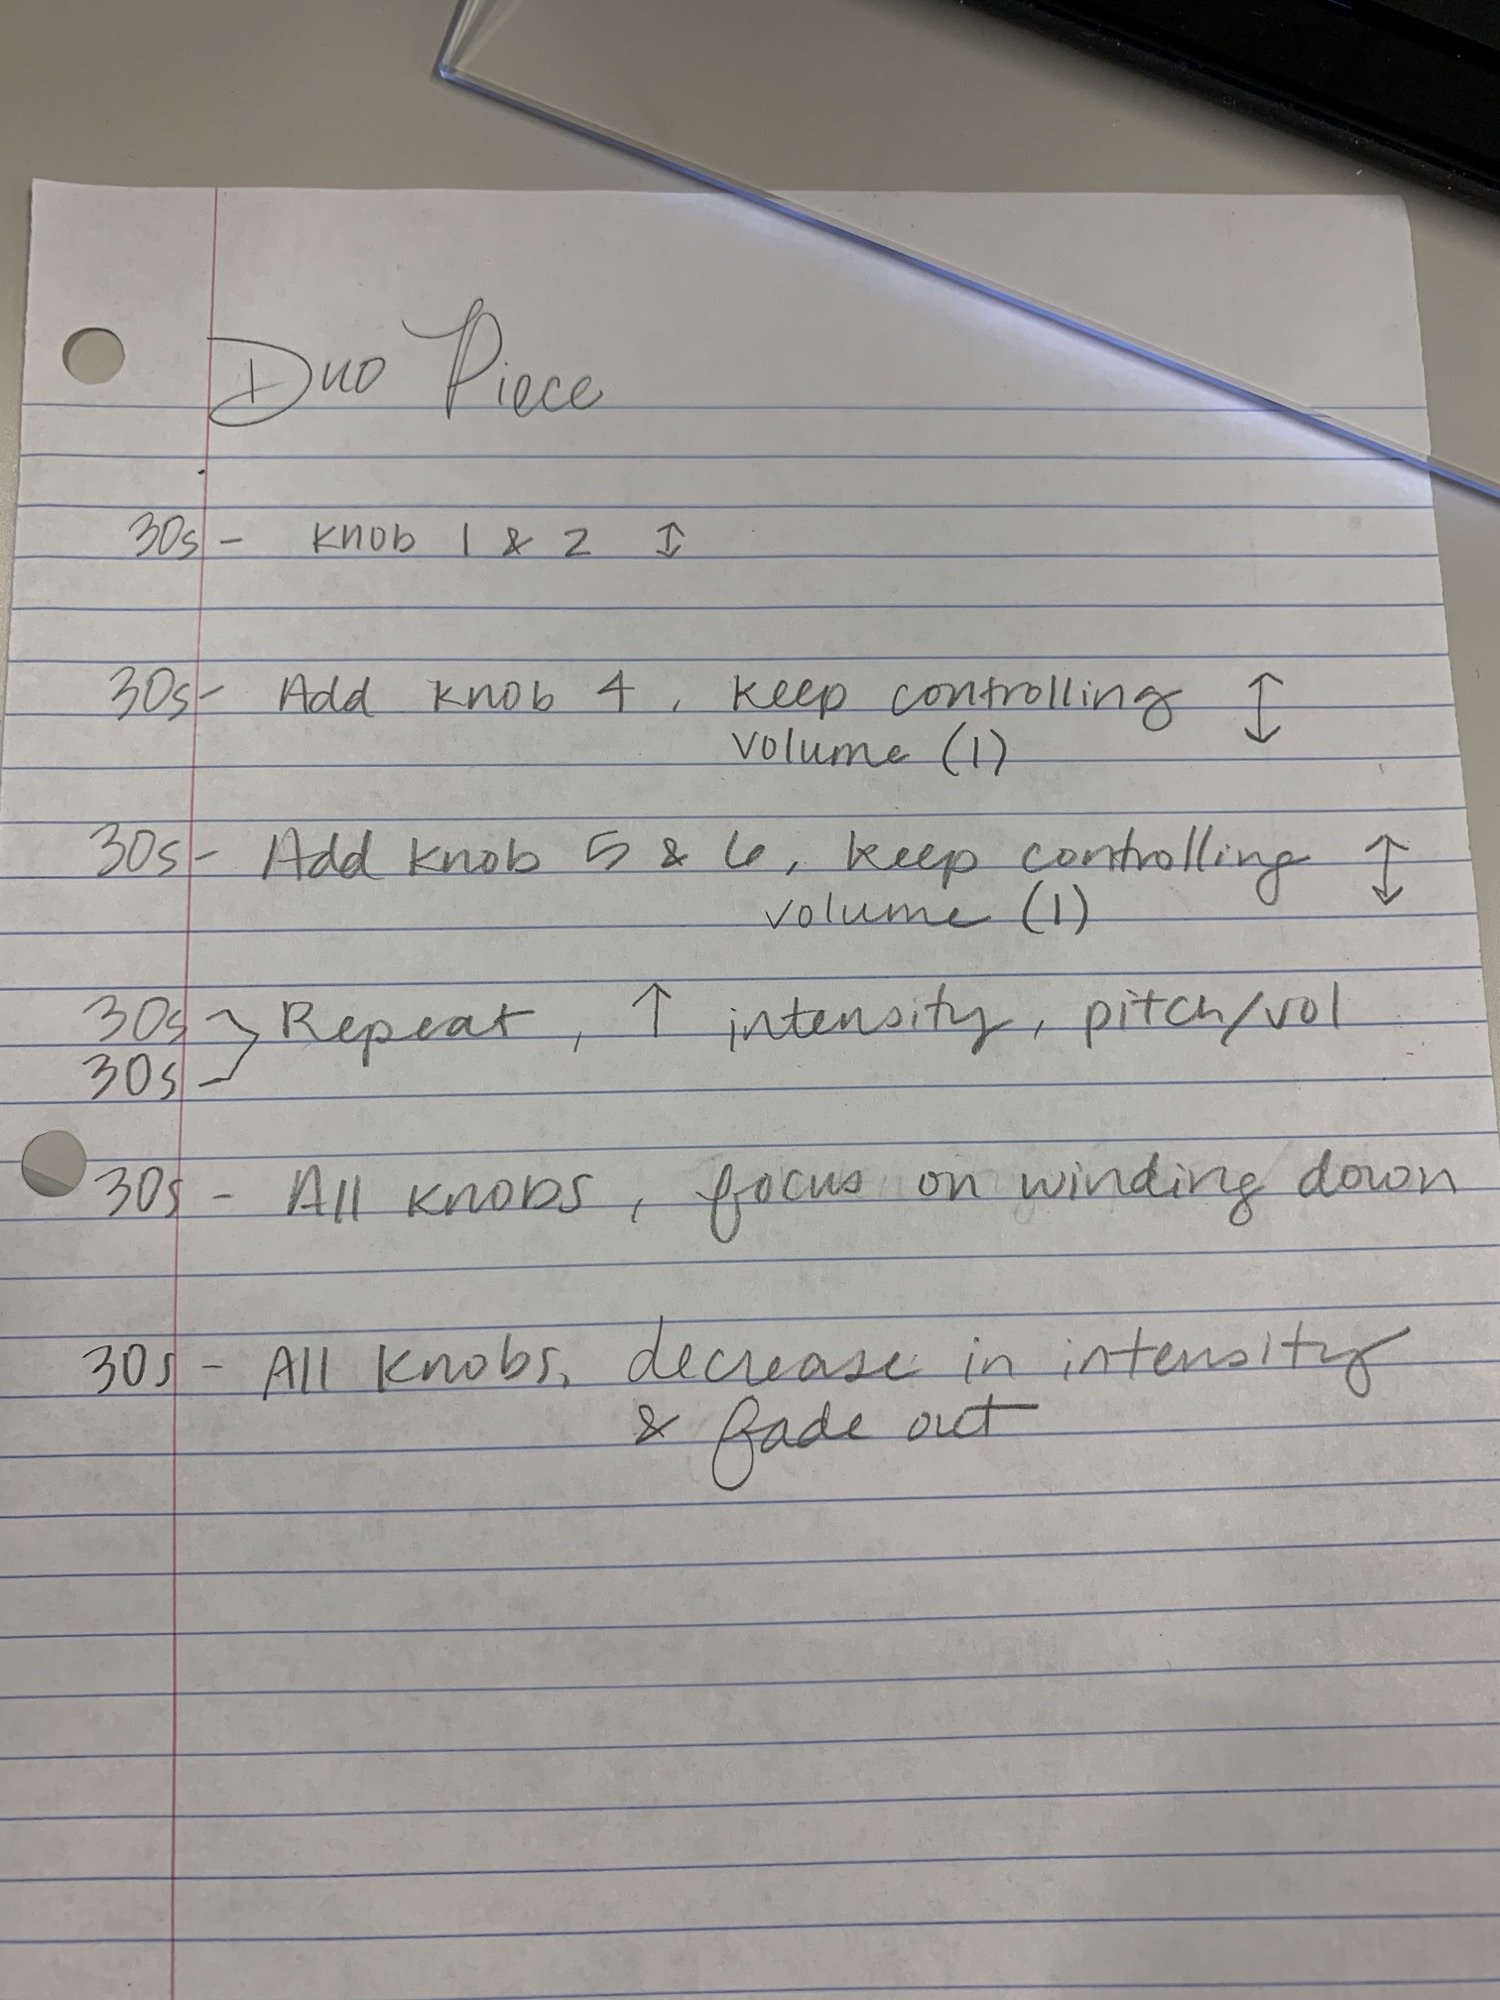 Duo Piece
30s - Knob 1 & 2 ↕
30s - Add Knob 4, keep controlling ↕
volume (1)
30s - Add Knob 5 & 6, keep controlling ↕
volume (1)
30s Repeat, ↑ intensity, pitch/vol
30s
30s - All Knobs, focus on winding down
30s - All Knobs, decrease in intensity
& fade out